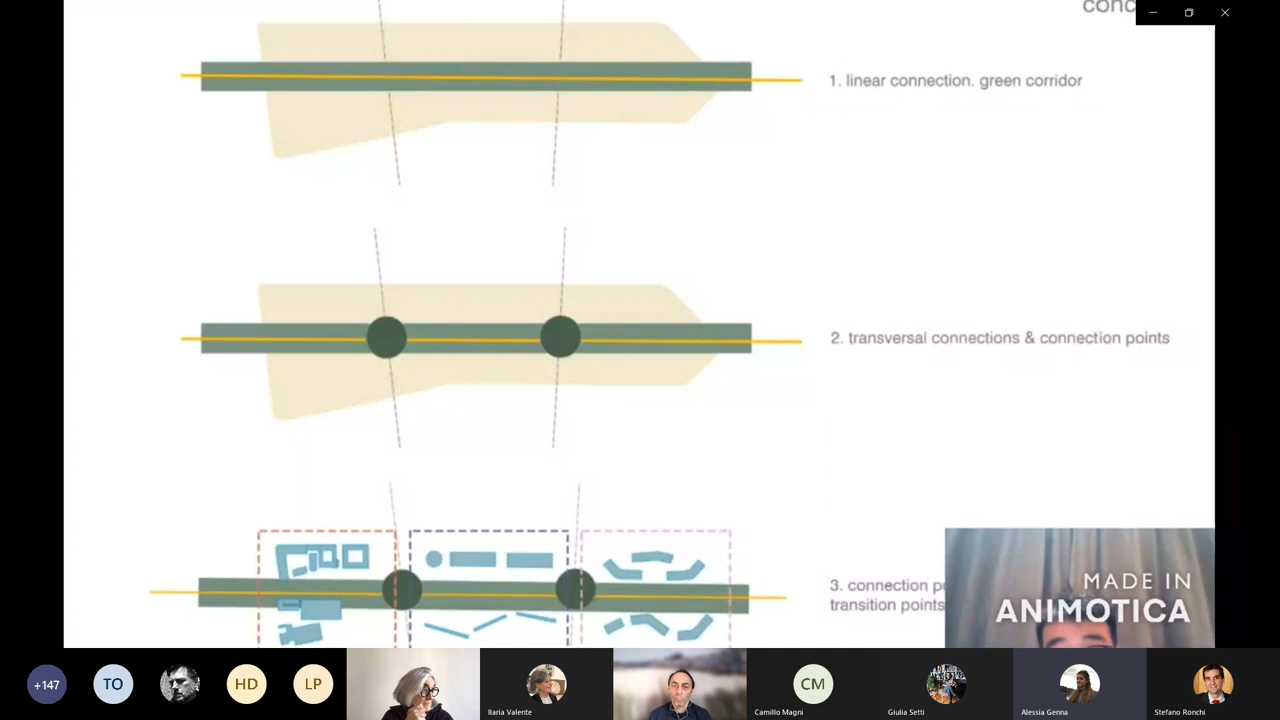 conc
1. linear connection. green corridor
2. transversal connections & connection points
3. connection po
transition points
MADE IN
ANIMOTICA
+147
TO
HD
LP
CM
Ilaria Valente
Camillo Magni
Giulia Setti
Alessia Genna
Stefano Ronchi